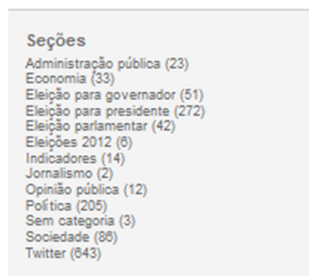 Seções
Administração pública (23)
Economia (33)
Eleição para governador (51)
Eleição para presidente (272)
Eleição parlamentar (42)
Eleições 2012 (6)
Indicadores (14)
Jornalismo (2)
Opinião pública (12)
Política (205)
Sem categoria (3)
Sociedade (86)
Twitter (643)